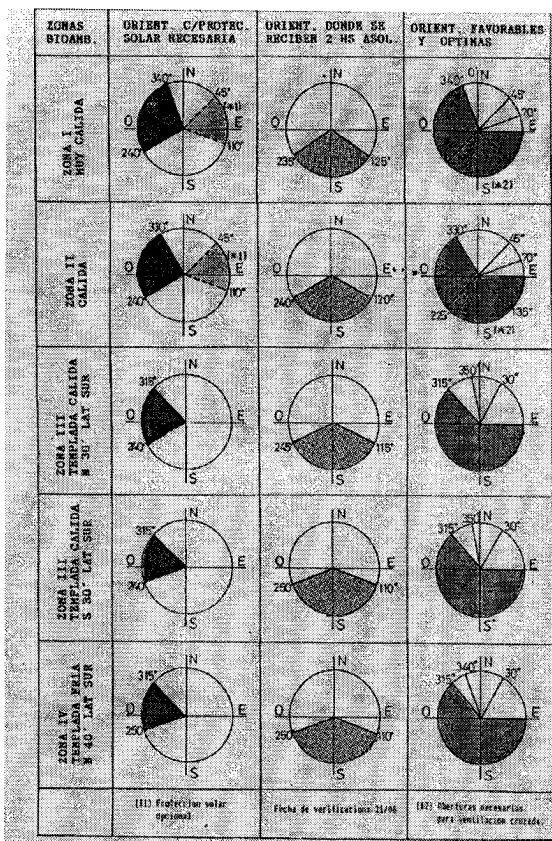 ZONAS
BIOAMB.
ORIENT. C/PROTEC.
SOLAR NECESARIA
ORIENT. DONDE SE
RECIBEN 2 HS ASOL.
ORIENT. FAVORABLES
Y OPTIMAS
ZONA I
MUY CALIDA
340°
N
45°
(*1)
O
E
240°
110°
S
N
O
E
235°
125°
S
340°
O
N
45°
70°
O
E
S(*2)
ZONA II
CALIDA
330°
N
45°
(*1)
O
E
240°
110°
S
N
O
E
240°
120°
S
330°
N
45°
70°
O
E
225°
135°
S(*2)
ZONA III
TEMPLADA CALIDA
N 30° LAT SUR
315°
N
O
E
240°
S
N
O
E
245°
115°
S
315°
350°
N
30°
O
E
S
ZONA III
TEMPLADA CALIDA
S 30° LAT SUR
315°
N
O
E
240°
S
N
O
E
250°
110°
S
315°
350°
N
30°
O
E
S
ZONA IV
TEMPLADA FRIA
N 40° LAT SUR
315°
N
O
E
250°
S
N
O
E
250°
110°
S
315°
340°
N
30°
O
E
S
(*1) Proteccion solar
opcional
Fecha de verificacion: 21/06
(*2) Aberturas necesarias
para ventilacion cruzada.